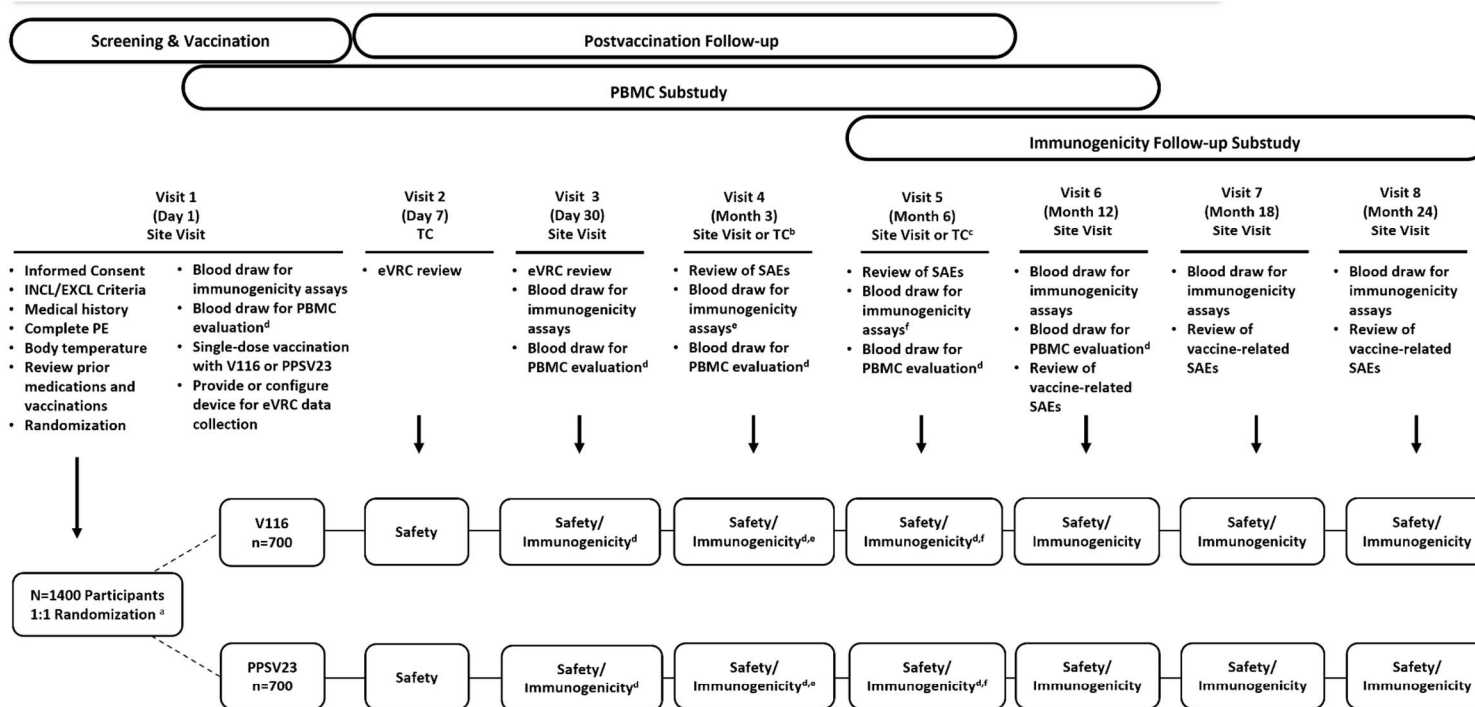 Screening & Vaccination
Postvaccination Follow-up
PBMC Substudy
Immunogenicity Follow-up Substudy
Visit 1
(Day 1)
Site Visit
• Informed Consent
• INCL/EXCL Criteria
• Medical history
• Complete PE
• Body temperature
• Review prior
medications and
vaccinations
• Randomization
• Blood draw for
immunogenicity assays
• Blood draw for PBMC
evaluationᵈ
• Single-dose vaccination
with V116 or PPSV23
• Provide or configure
device for eVRC data
collection
Visit 2
(Day 7)
TC
• eVRC review
Visit 3
(Day 30)
Site Visit
• eVRC review
• Blood draw for
immunogenicity
assays
• Blood draw for
PBMC evaluationᵈ
Visit 4
(Month 3)
Site Visit or TCᵇ
• Review of SAEs
• Blood draw for
immunogenicity
assaysᵉ
• Blood draw for
PBMC evaluationᵈ
Visit 5
(Month 6)
Site Visit or TCᶜ
• Review of SAEs
• Blood draw for
immunogenicity
assaysᶠ
• Blood draw for
PBMC evaluationᵈ
Visit 6
(Month 12)
Site Visit
• Blood draw for
immunogenicity
assays
• Blood draw for
PBMC evaluationᵈ
• Review of
vaccine-related
SAEs
Visit 7
(Month 18)
Site Visit
• Blood draw for
immunogenicity
assays
• Review of
vaccine-related
SAEs
Visit 8
(Month 24)
Site Visit
• Blood draw for
immunogenicity
assays
• Review of
vaccine-related
SAEs
N=1400 Participants
1:1 Randomization ᵃ
V116
n=700
Safety
Safety/
Immunogenicityᵈ
Safety/
Immunogenicityᵈ,ᵉ
Safety/
Immunogenicityᵈ,ᶠ
Safety/
Immunogenicity
Safety/
Immunogenicity
Safety/
Immunogenicity
PPSV23
n=700
Safety
Safety/
Immunogenicityᵈ
Safety/
Immunogenicityᵈ,ᵉ
Safety/
Immunogenicityᵈ,ᶠ
Safety/
Immunogenicity
Safety/
Immunogenicity
Safety/
Immunogenicity